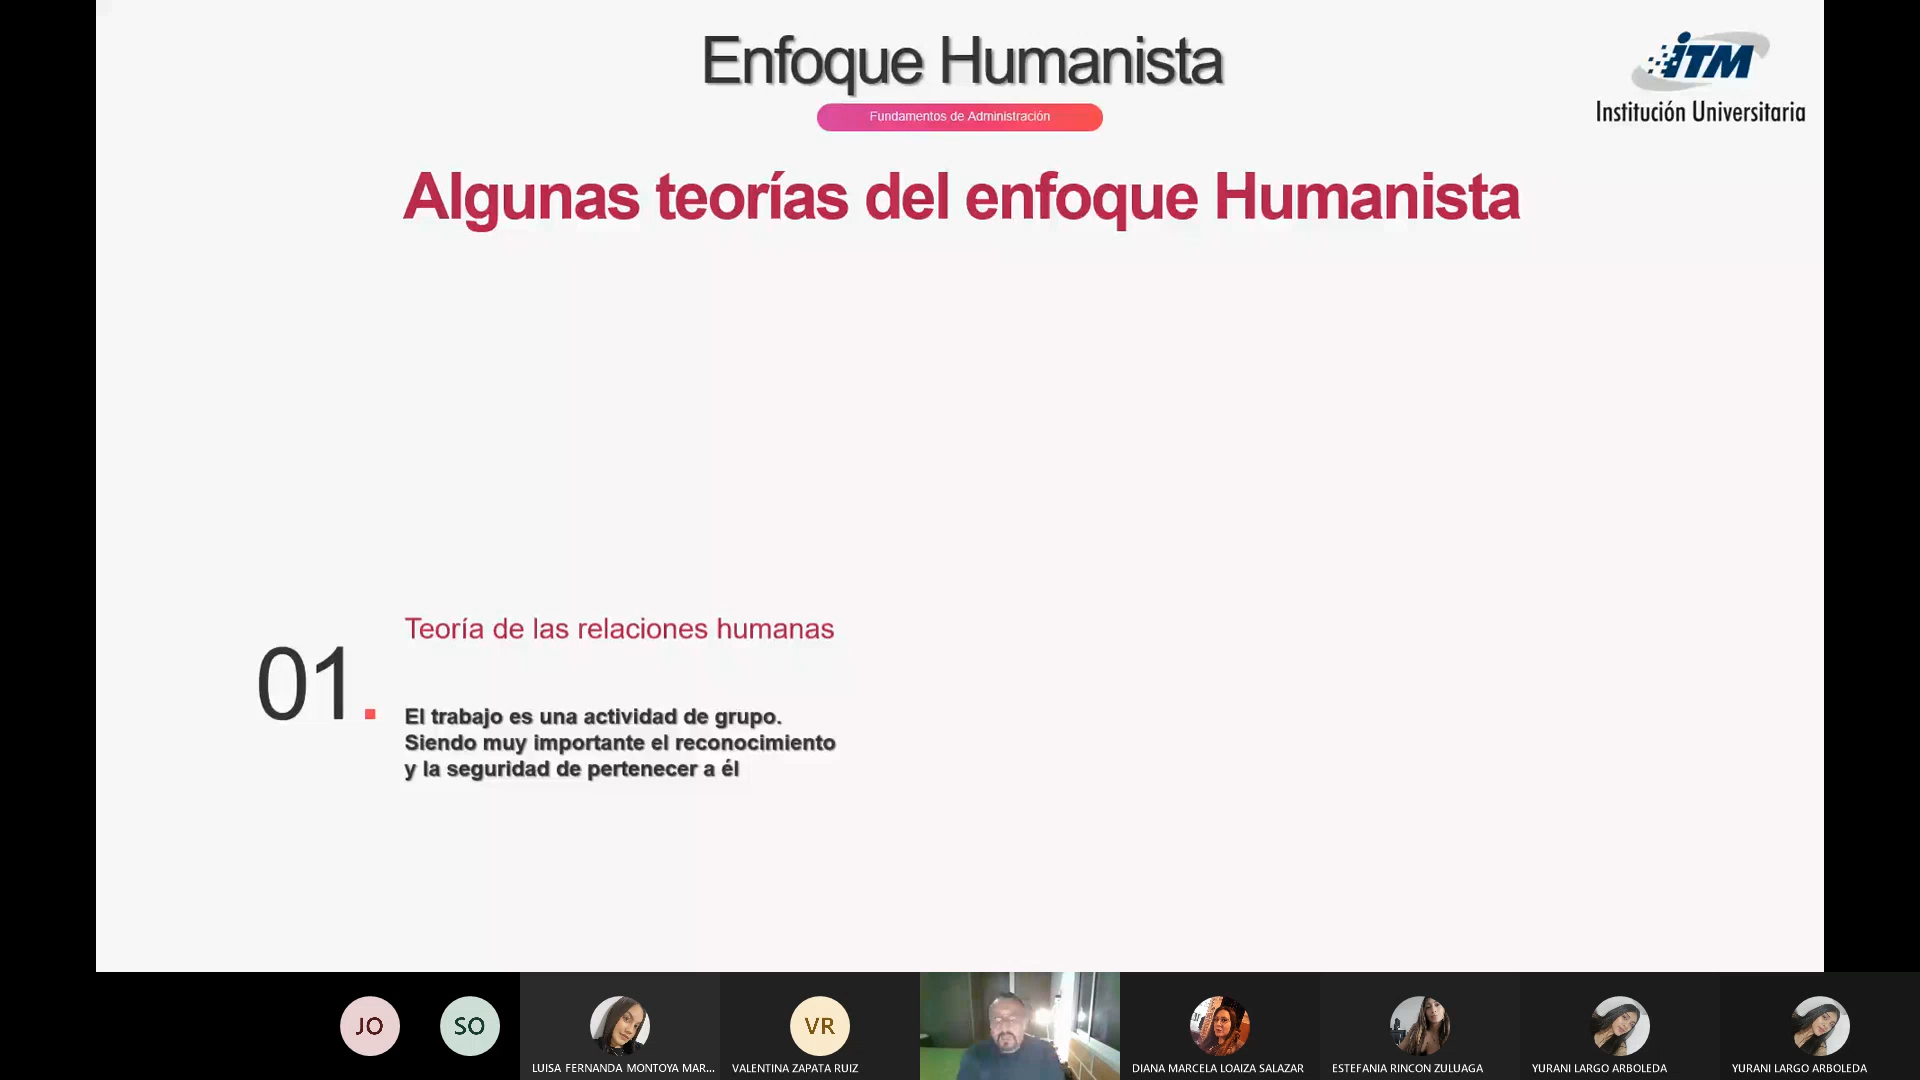 Enfoque Humanista
Fundamentos de Administración
iTM
Institución Universitaria
Algunas teorías del enfoque Humanista
Teoría de las relaciones humanas
01.
El trabajo es una actividad de grupo.
Siendo muy importante el reconocimiento
y la seguridad de pertenecer a él
JO
SO
VR
LUISA FERNANDA MONTOYA MAR...
VALENTINA ZAPATA RUIZ
DIANA MARCELA LOAIZA SALAZAR
ESTEFANIA RINCON ZULUAGA
YURANI LARGO ARBOLEDA
YURANI LARGO ARBOLEDA